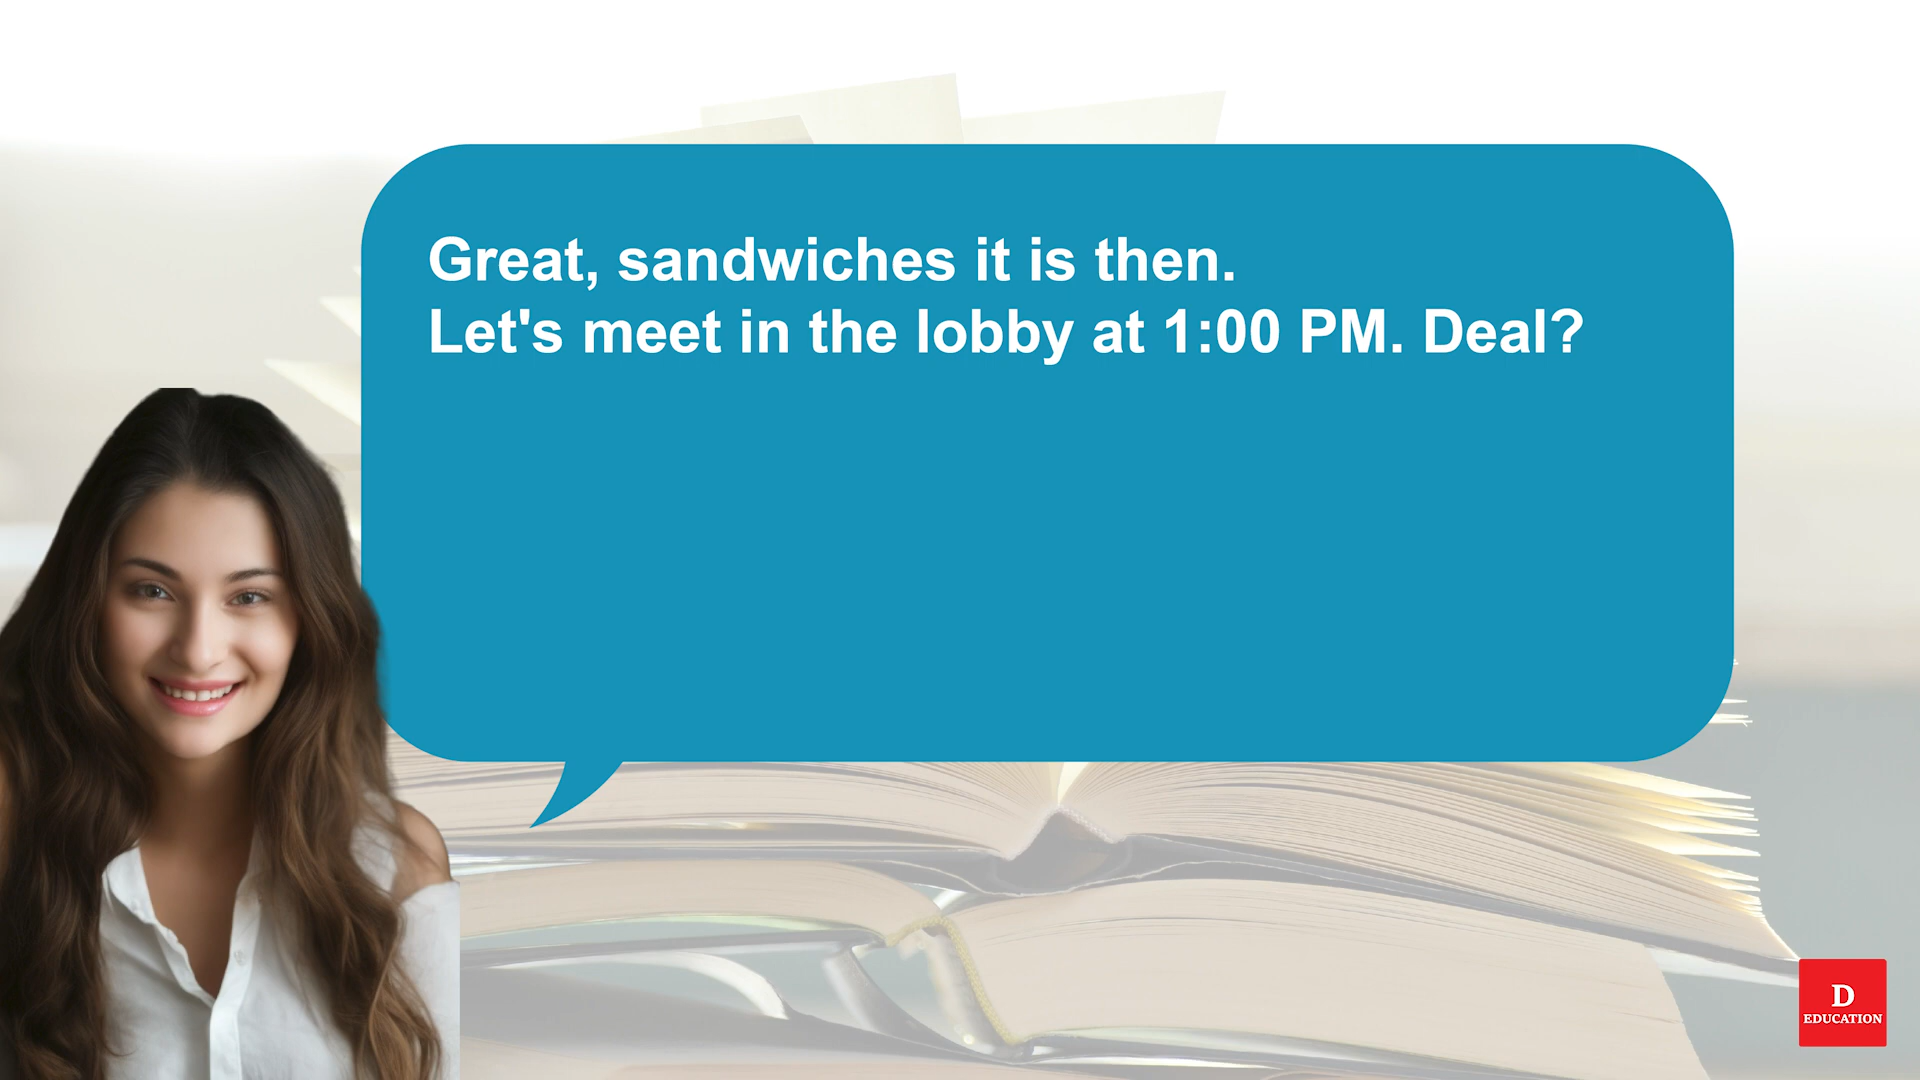 Great, sandwiches it is then.
Let's meet in the lobby at 1:00 PM. Deal?
D
EDUCATION